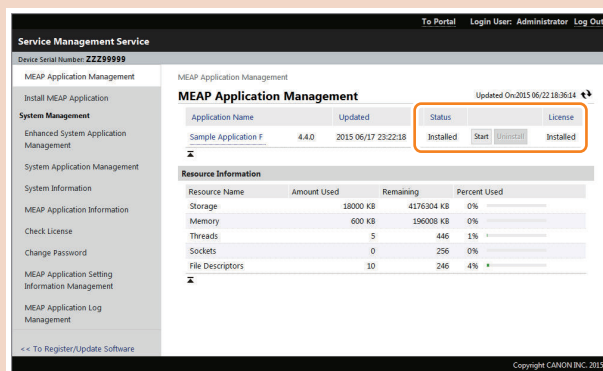 To Portal Login User: Administrator Log Out
Service Management Service
Device Serial Number: ZZZ99999
MEAP Application Management
Install MEAP Application
System Management
Enhanced System Application
Management
System Application Management
System Information
MEAP Application Information
Check License
Change Password
MEAP Application Setting
Information Management
MEAP Application Log
Management
<< To Register/Update Software
MEAP Application Management
MEAP Application Management Updated On:2015 06/22 18:36:14
Application Name Updated Status License
Sample Application F 4.4.0 2015 06/17 23:22:18 Installed Start Uninstall Installed
Resource Information
Resource Name Amount Used Remaining Percent Used
Storage 18000 KB 4176304 KB 0%
Memory 600 KB 196008 KB 0%
Threads 5 446 1%
Sockets 0 256 0%
File Descriptors 10 246 4%
Copyright CANON INC. 2015